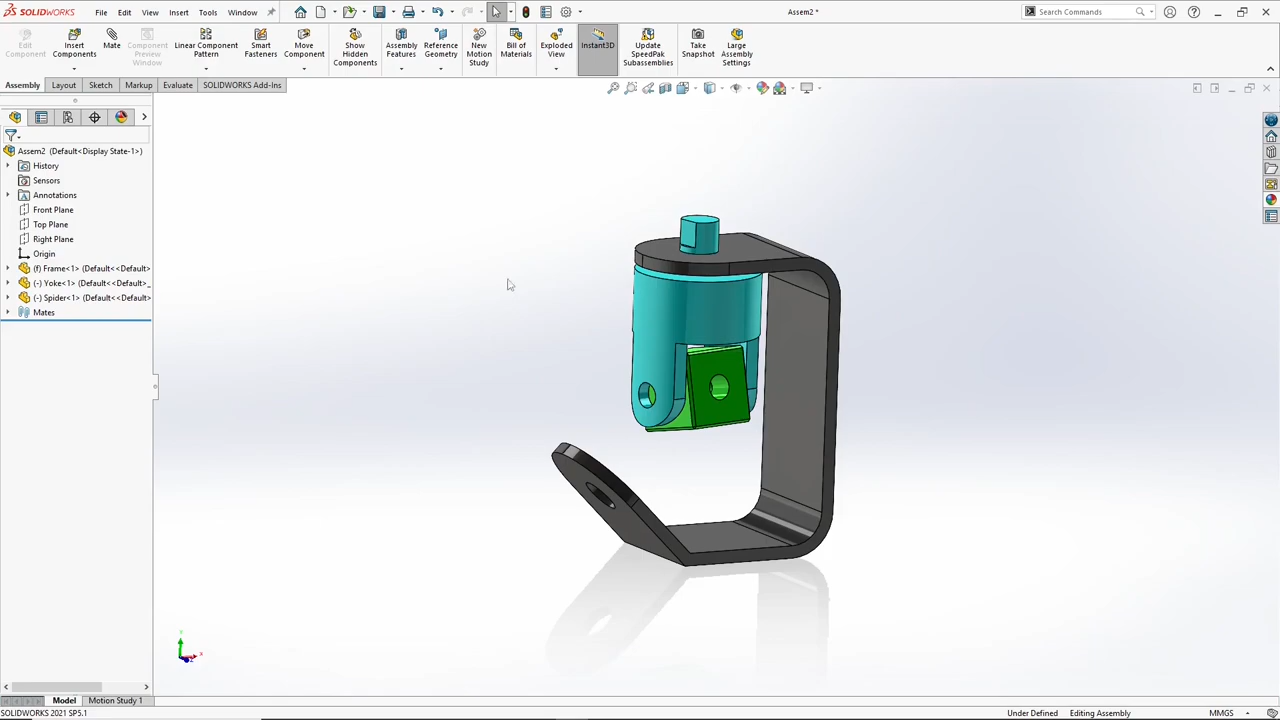 SOLIDWORKS File Edit View Insert Tools Window Assem2 * Search Commands
Edit Component
Insert Components
Mate
Component Preview Window
Linear Component Pattern
Smart Fasteners
Move Component
Show Hidden Components
Assembly Features
Reference Geometry
New Motion Study
Bill of Materials
Exploded View
Instant3D
Update SpeedPak Subassemblies
Take Snapshot
Large Assembly Settings
Assembly Layout Sketch Markup Evaluate SOLIDWORKS Add-Ins
Assem2 (Default<Display State-1>)
History
Sensors
Annotations
Front Plane
Top Plane
Right Plane
Origin
(f) Frame<1> (Default<<Default>
(-) Yoke<1> (Default<<Default>_
(-) Spider<1> (Default<<Default>
Mates
Model Motion Study 1
SOLIDWORKS 2021 SP5.1 Under Defined Editing Assembly MMGS